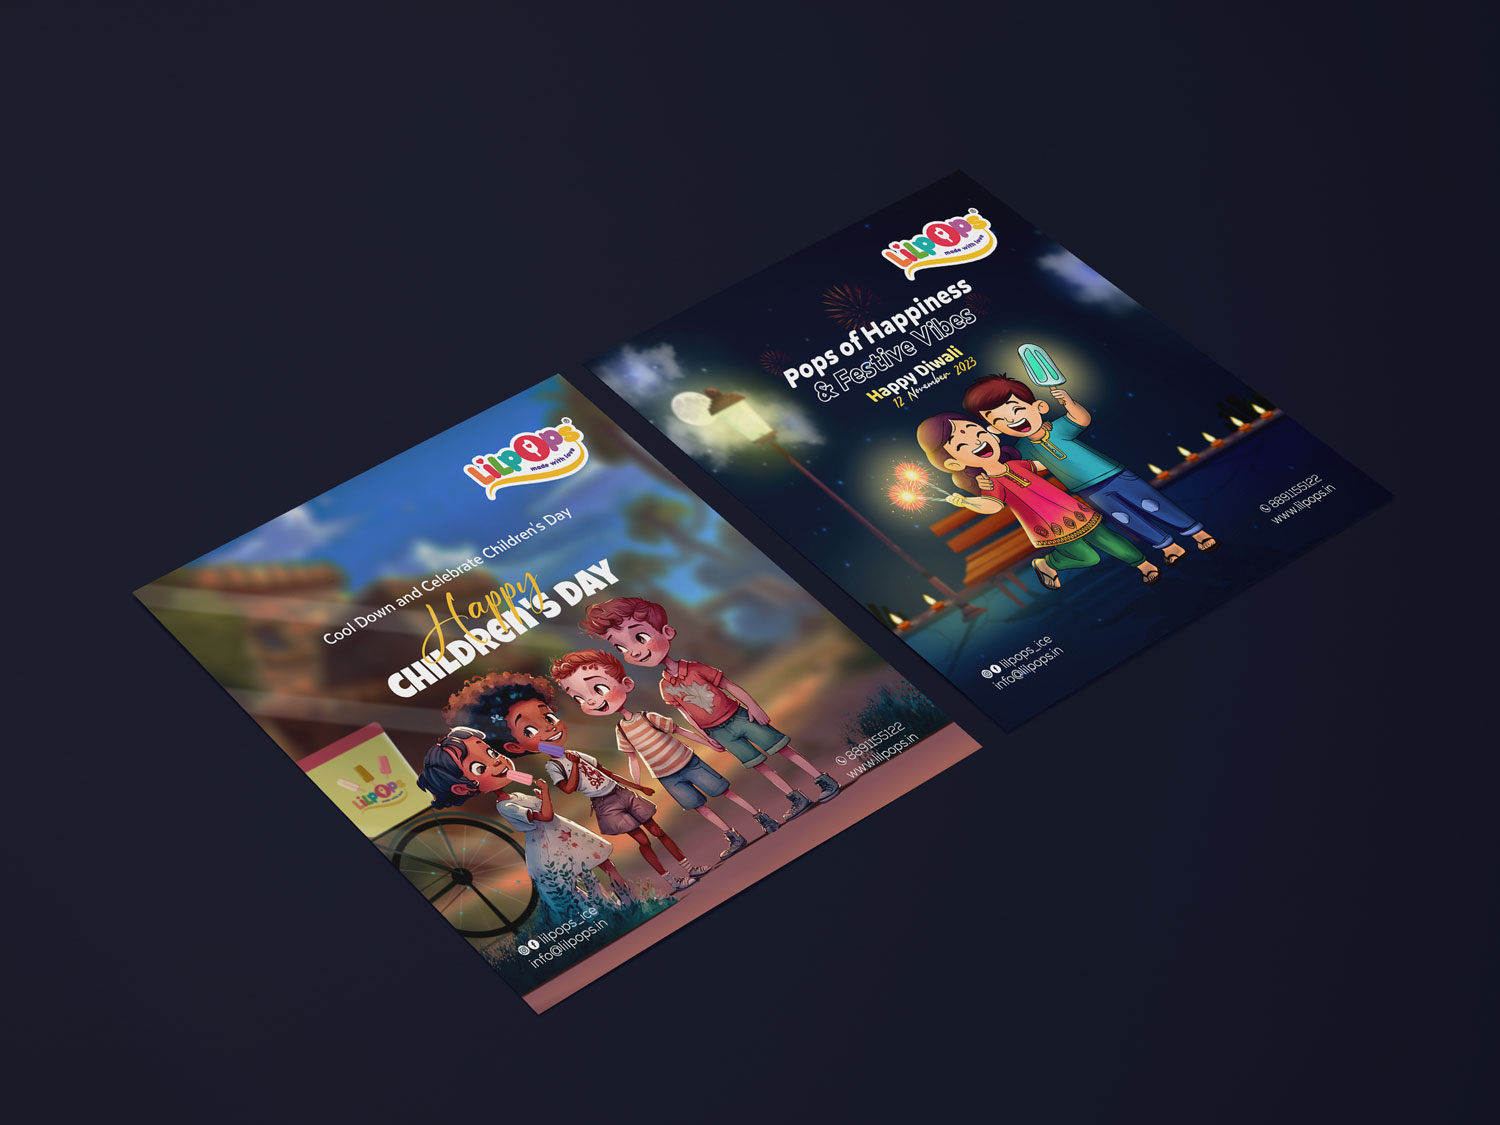 LILPOPS®
made with love
Cool Down and Celebrate Children's Day
Happy
CHILDREN'S DAY
LILPOPS
lilpops_ice
info@lilpops.in
8891155122
www.lilpops.in
LILPOPS®
made with love
Pops of Happiness
& Festive Vibes
Happy Diwali
12 November 2023
lilpops_ice
info@lilpops.in
8891155122
www.lilpops.in